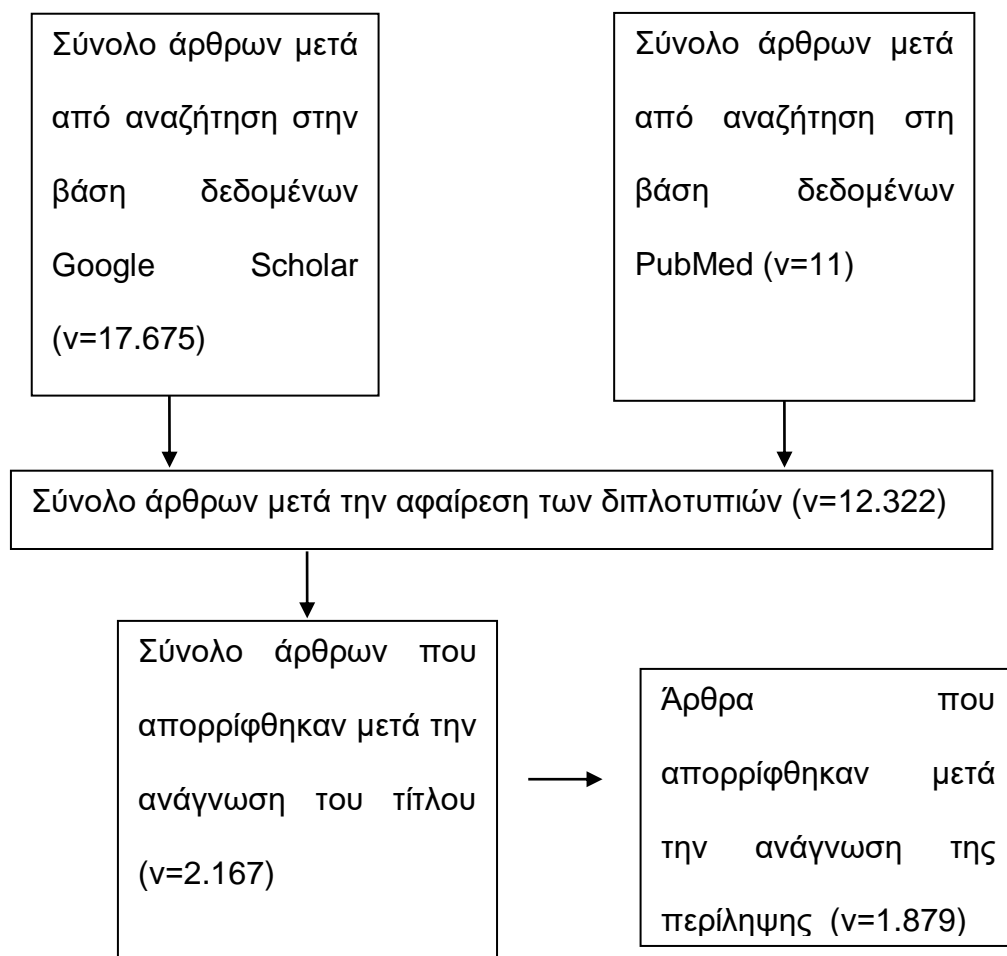 Σύνολο άρθρων μετά
από αναζήτηση στην
βάση δεδομένων
Google Scholar
(ν=17.675)
Σύνολο άρθρων μετά
από αναζήτηση στη
βάση δεδομένων
PubMed (ν=11)
Σύνολο άρθρων μετά την αφαίρεση των διπλοτυπιών (ν=12.322)
Σύνολο άρθρων που
απορρίφθηκαν μετά την
ανάγνωση του τίτλου
(ν=2.167)
Άρθρα που
απορρίφθηκαν μετά
την ανάγνωση της
περίληψης (ν=1.879)